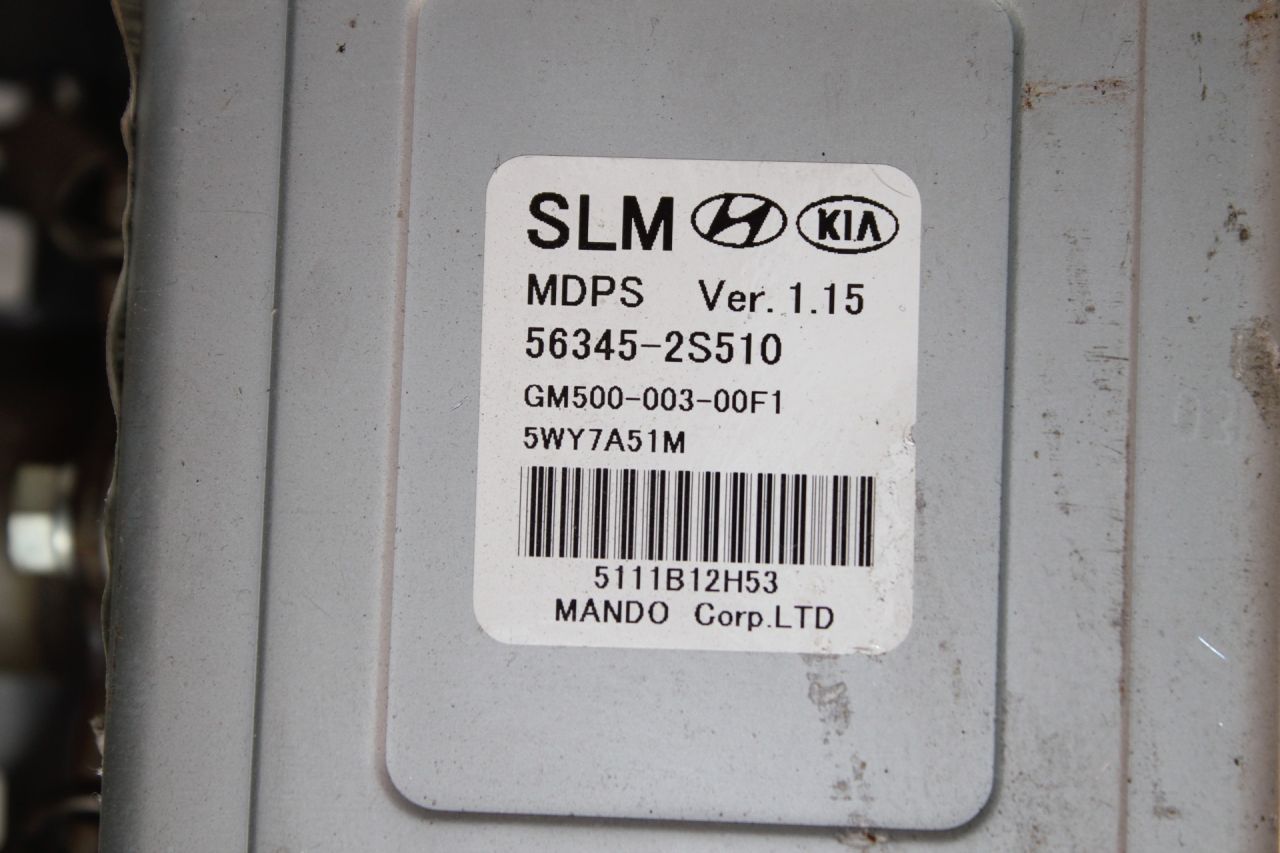 SLM H KIA
MDPS Ver. 1.15
56345-2S510
GM500-003-00F1
5WY7A51M
5111B12H53
MANDO Corp.LTD